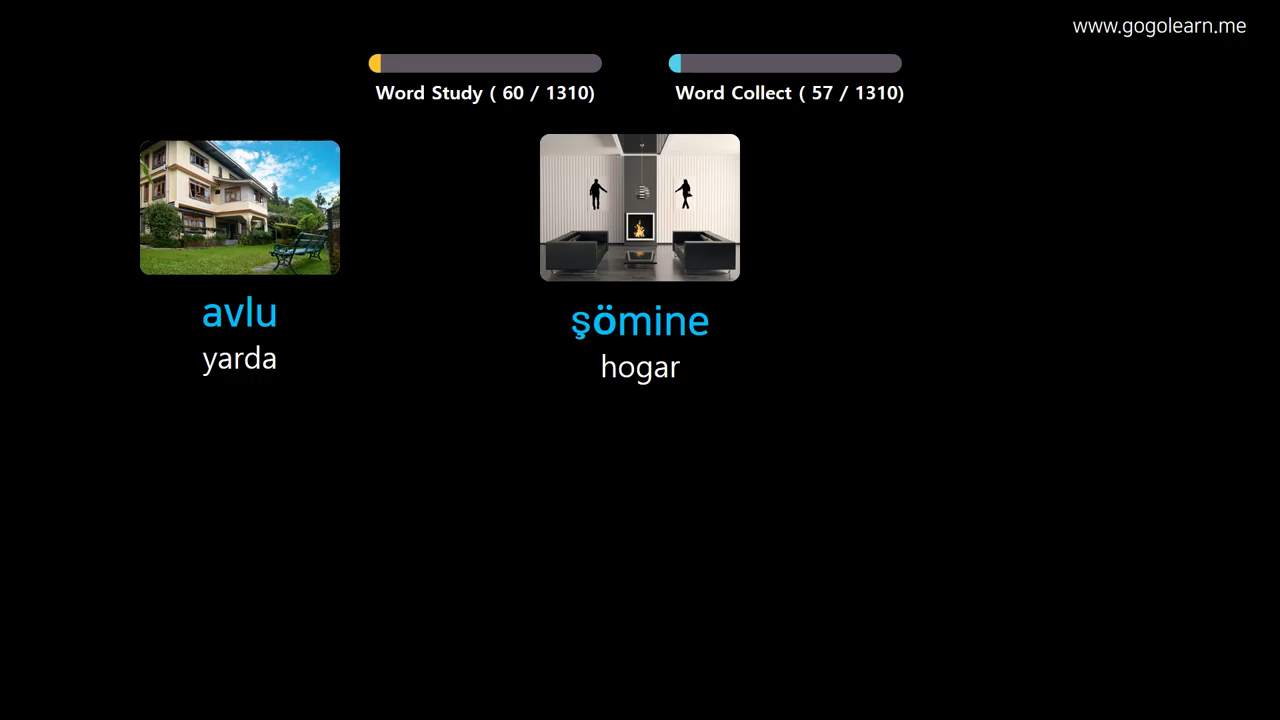 www.gogolearn.me
Word Study ( 60 / 1310)
Word Collect ( 57 / 1310)
avlu
yarda
şömine
hogar